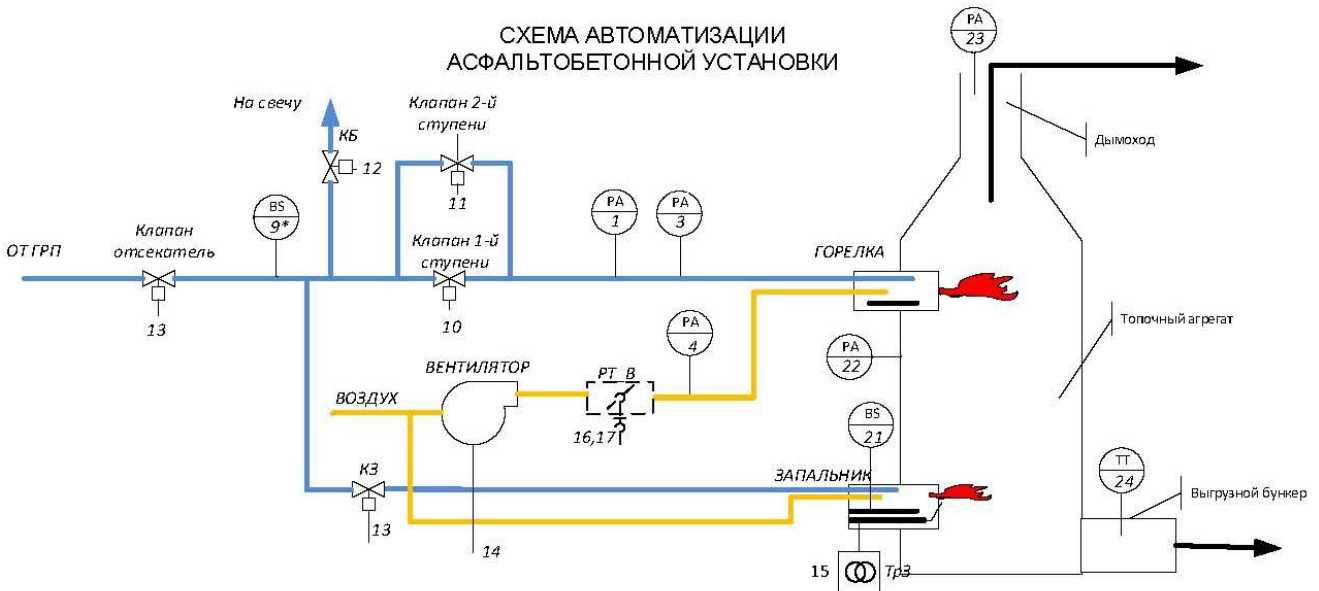 СХЕМА АВТОМАТИЗАЦИИ
АСФАЛЬТОБЕТОННОЙ УСТАНОВКИ
PA
23
На свечу
КБ
12
Клапан 2-й
ступени
11
Дымоход
BS
9*
PA
1
PA
3
ОТ ГРП
Клапан
отсекатель
13
Клапан 1-й
ступени
10
ГОРЕЛКА
PA
4
PA
22
Топочный агрегат
ВЕНТИЛЯТОР
РТ В
16,17
ВОЗДУХ
14
BS
21
КЗ
13
ЗАПАЛЬНИК
15
ТрЗ
TT
24
Выгрузной бункер